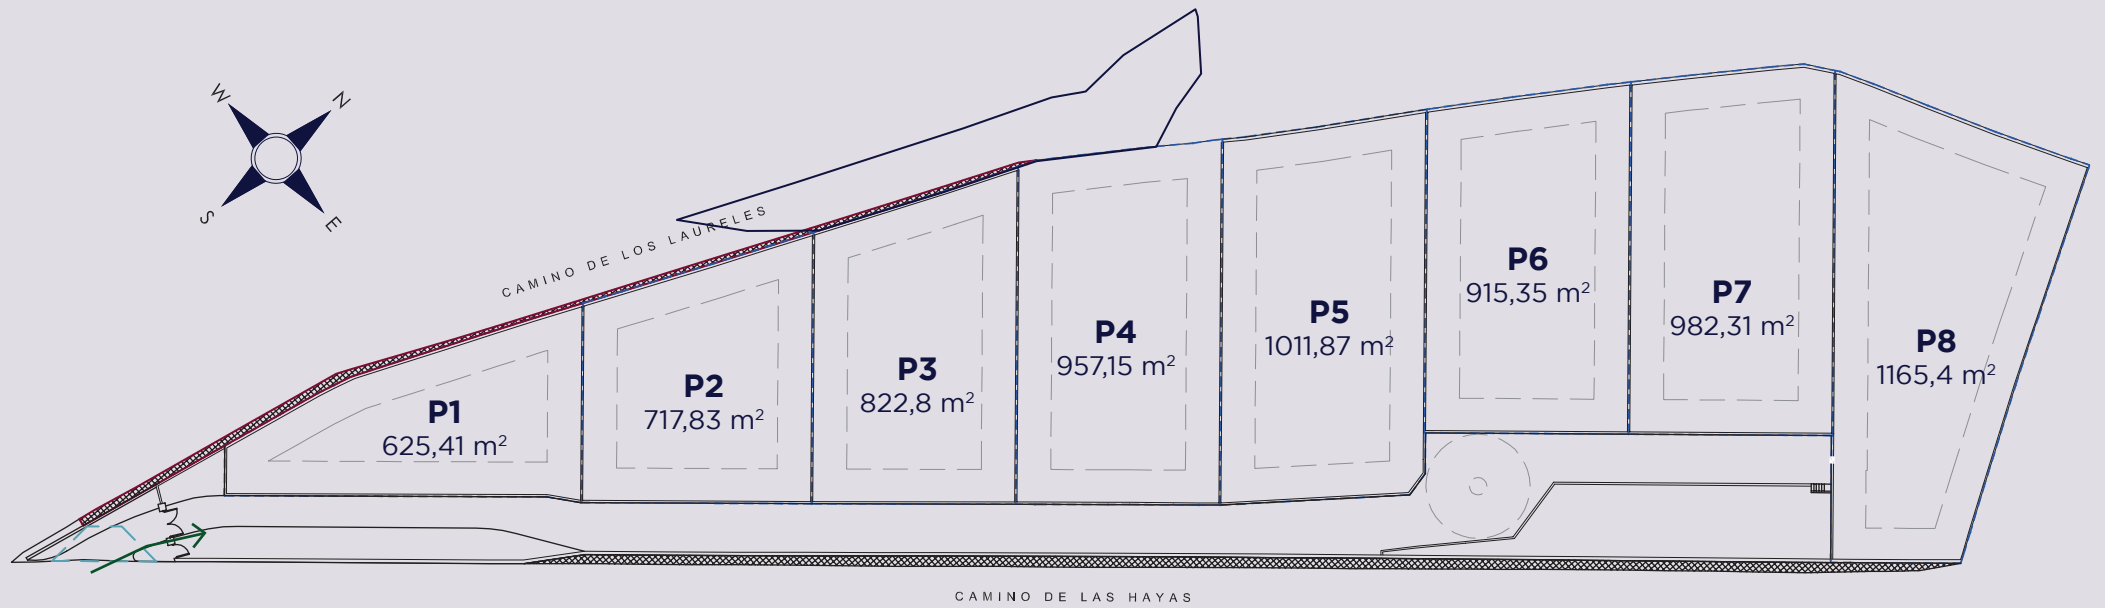 W
N
S
E
CAMINO DE LOS LAURELES
P1
625,41 m²
P2
717,83 m²
P3
822,8 m²
P4
957,15 m²
P5
1011,87 m²
P6
915,35 m²
P7
982,31 m²
P8
1165,4 m²
CAMINO DE LAS HAYAS